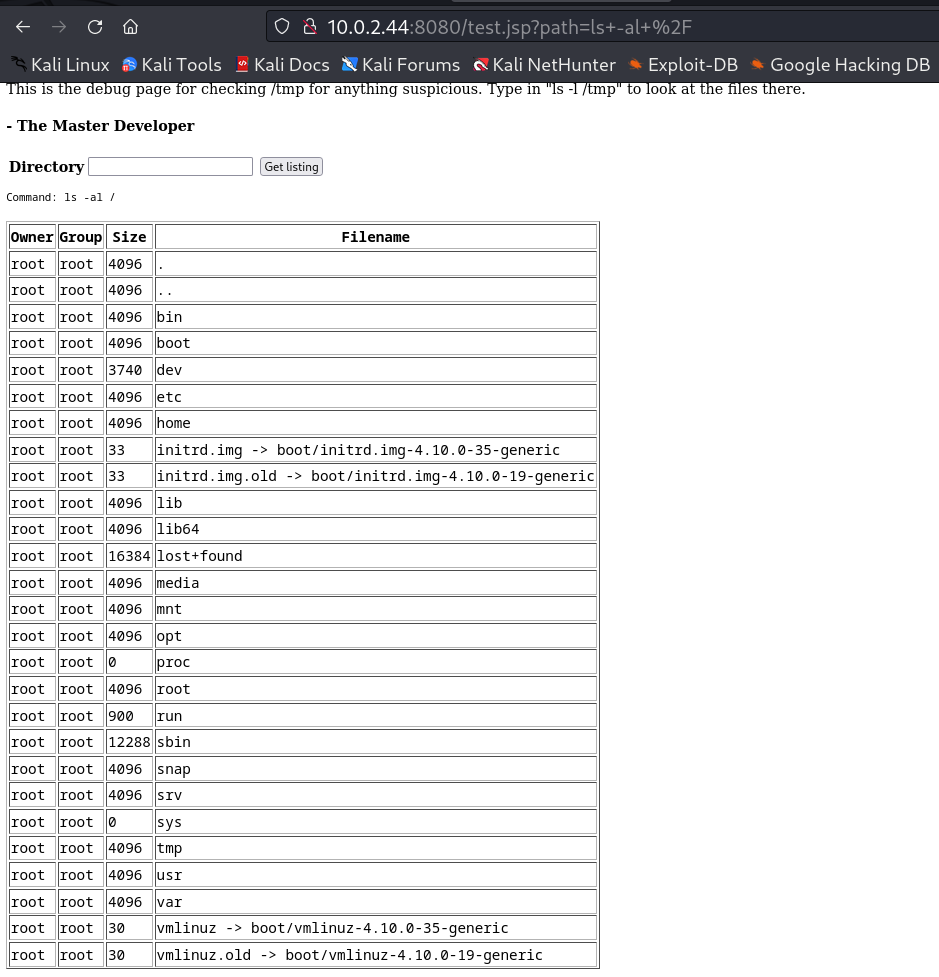 10.0.2.44:8080/test.jsp?path=ls+-al+%2F
Kali Linux Kali Tools Kali Docs Kali Forums Kali NetHunter Exploit-DB Google Hacking DB
This is the debug page for checking /tmp for anything suspicious. Type in "ls -l /tmp" to look at the files there.
- The Master Developer
Directory Get listing
Command: ls -al /
Owner Group Size Filename
root root 4096 .
root root 4096 ..
root root 4096 bin
root root 4096 boot
root root 3740 dev
root root 4096 etc
root root 4096 home
root root 33 initrd.img -> boot/initrd.img-4.10.0-35-generic
root root 33 initrd.img.old -> boot/initrd.img-4.10.0-19-generic
root root 4096 lib
root root 4096 lib64
root root 16384 lost+found
root root 4096 media
root root 4096 mnt
root root 4096 opt
root root 0 proc
root root 4096 root
root root 900 run
root root 12288 sbin
root root 4096 snap
root root 4096 srv
root root 0 sys
root root 4096 tmp
root root 4096 usr
root root 4096 var
root root 30 vmlinuz -> boot/vmlinuz-4.10.0-35-generic
root root 30 vmlinuz.old -> boot/vmlinuz-4.10.0-19-generic